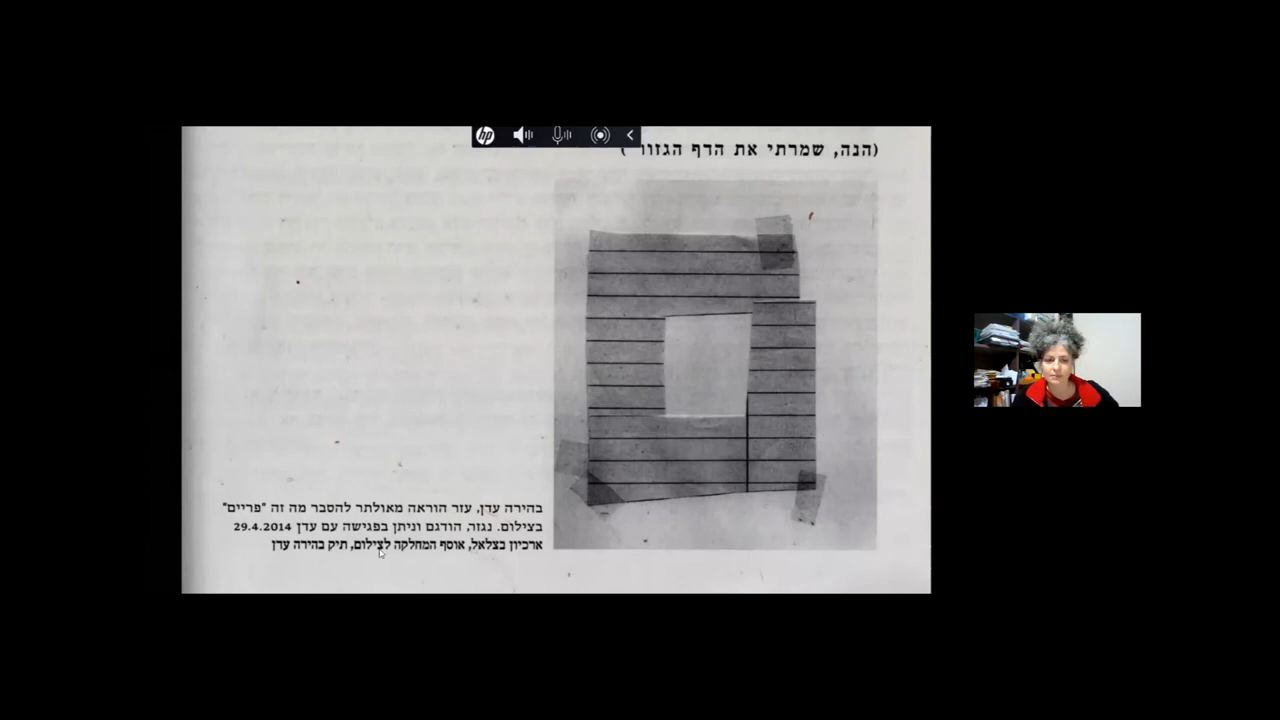 (הנה, שמרתי את הדף הגזור)
בהירה עדן, עזר הוראה מאולתר להסבר מה זה "פריים"
בצילום. נגזר, הודגם וניתן בפגישה עם עדן 29.4.2014
ארכיון בצלאל, אוסף המחלקה לצילום, תיק בהירה עדן
hp